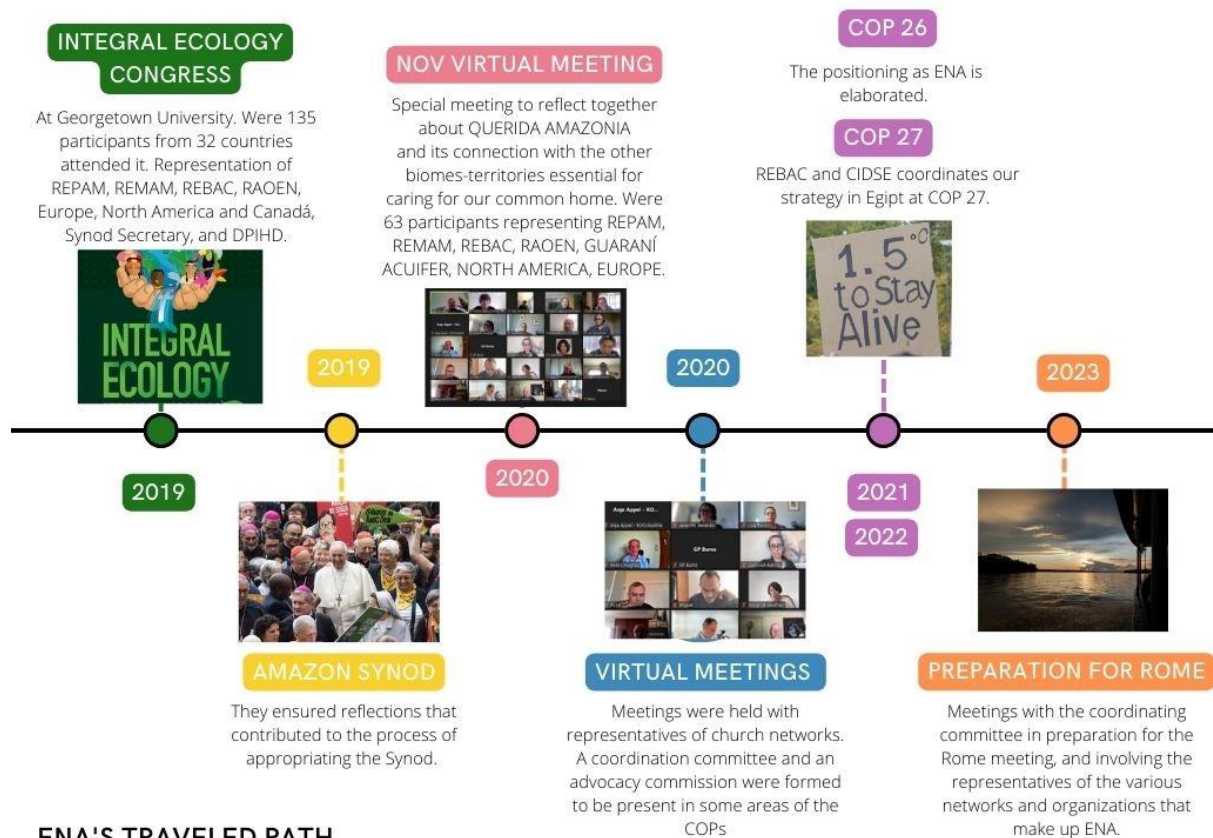 INTEGRAL ECOLOGY
CONGRESS
At Georgetown University. Were 135
participants from 32 countries
attended it. Representation of
REPAM, REMAM, REBAC, RAOEN,
Europe, North America and Canadá,
Synod Secretary, and DPIHD.
INTEGRAL
ECOLOGY
2019
2019
AMAZON SYNOD
They ensured reflections that
contributed to the process of
appropriating the Synod.
NOV VIRTUAL MEETING
Special meeting to reflect together
about QUERIDA AMAZONIA
and its connection with the other
biomes-territories essential for
caring for our common home. Were
63 participants representing REPAM,
REMAM, REBAC, RAOEN, GUARANÍ
ACUIFER, NORTH AMERICA, EUROPE.
2020
2020
Anja Appel - KO...
GP Burns
VIRTUAL MEETINGS
Meetings were held with
representatives of church networks.
A coordination committee and an
advocacy commission were formed
to be present in some areas of the
COPs
COP 26
The positioning as ENA is
elaborated.
COP 27
REBAC and CIDSE coordinates our
strategy in Egipt at COP 27.
1.5°C
to Stay
Alive
2021
2022
2023
PREPARATION FOR ROME
Meetings with the coordinating
committee in preparation for the
Rome meeting, and involving the
representatives of the various
networks and organizations that
make up ENA.
ENA'S TRAVELED PATH